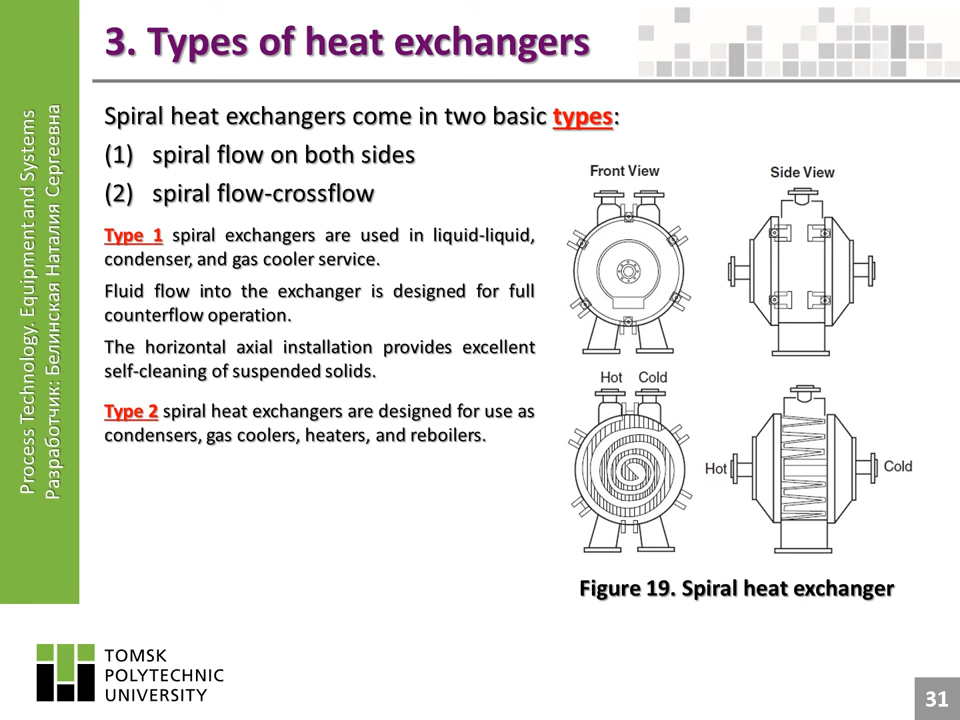 3. Types of heat exchangers
Process Technology. Equipment and Systems
Разработчик: Белинская Наталия Сергеевна
Spiral heat exchangers come in two basic types:
(1) spiral flow on both sides
(2) spiral flow-crossflow
Type 1 spiral exchangers are used in liquid-liquid,
condenser, and gas cooler service.
Fluid flow into the exchanger is designed for full
counterflow operation.
The horizontal axial installation provides excellent
self-cleaning of suspended solids.
Type 2 spiral heat exchangers are designed for use as
condensers, gas coolers, heaters, and reboilers.
Front View
Side View
Hot Cold
Hot
Cold
Figure 19. Spiral heat exchanger
TOMSK
POLYTECHNIC
UNIVERSITY
31